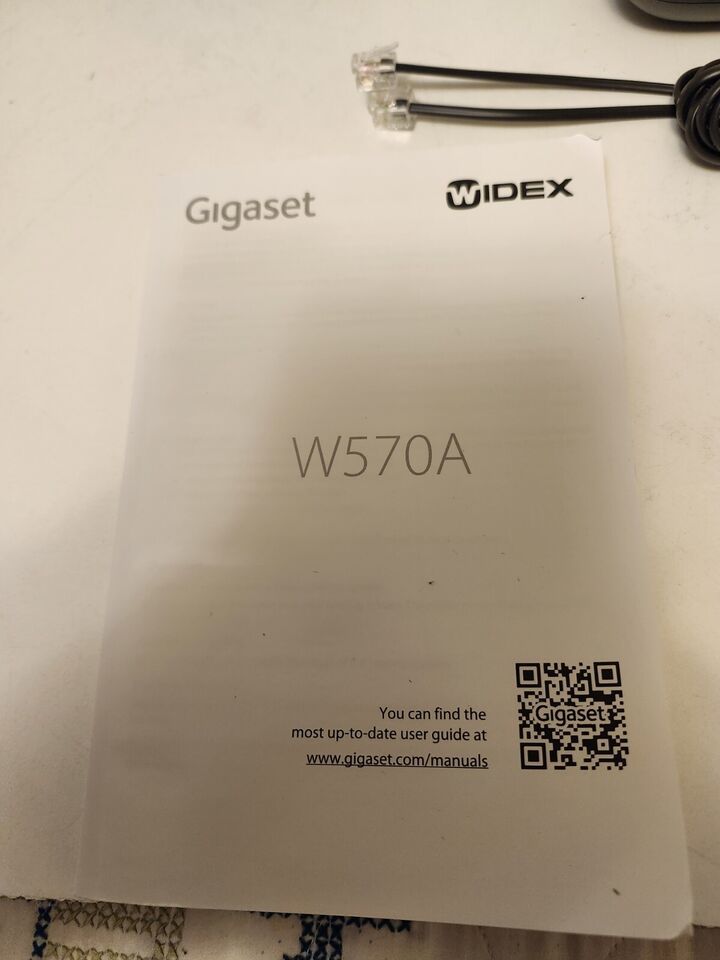 Gigaset
WIDEX
W570A
You can find the
most up-to-date user guide at
www.gigaset.com/manuals
Gigaset